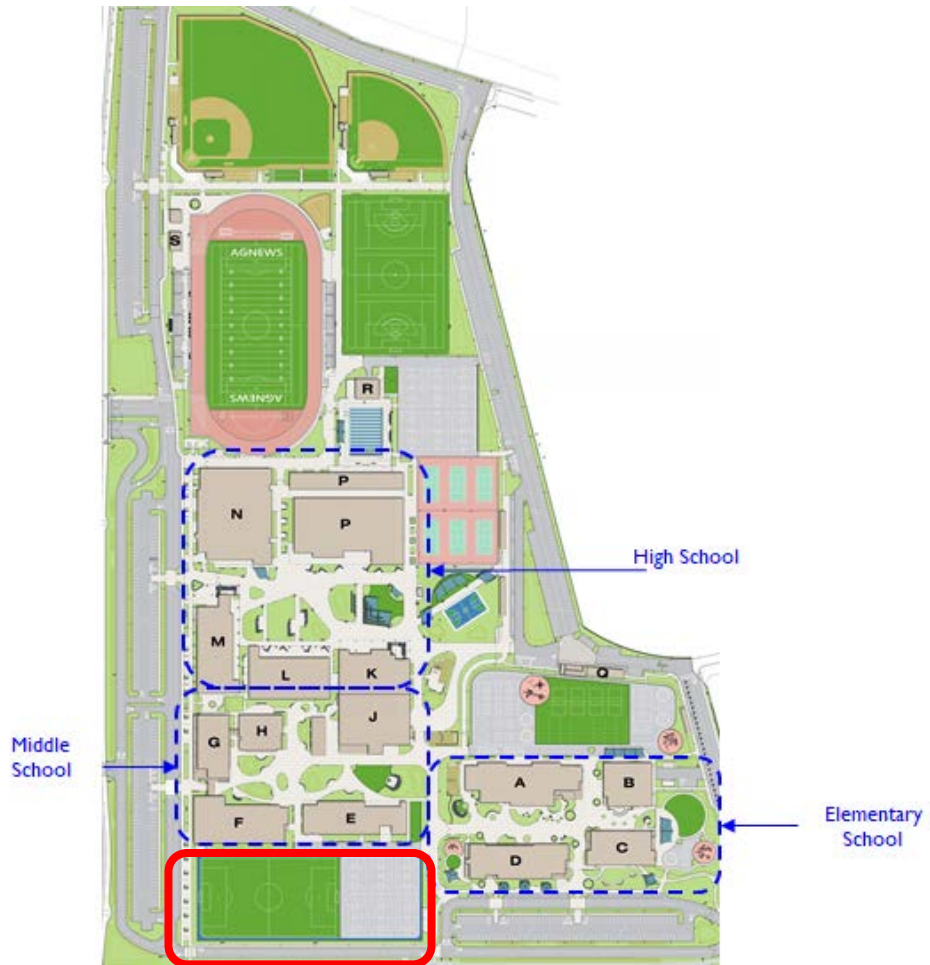 AGNEWS
S
AGNEWS
R
P
N
P
High School
M
L
K
Q
J
G
H
Middle
School
A
B
F
E
Elementary
School
D
C